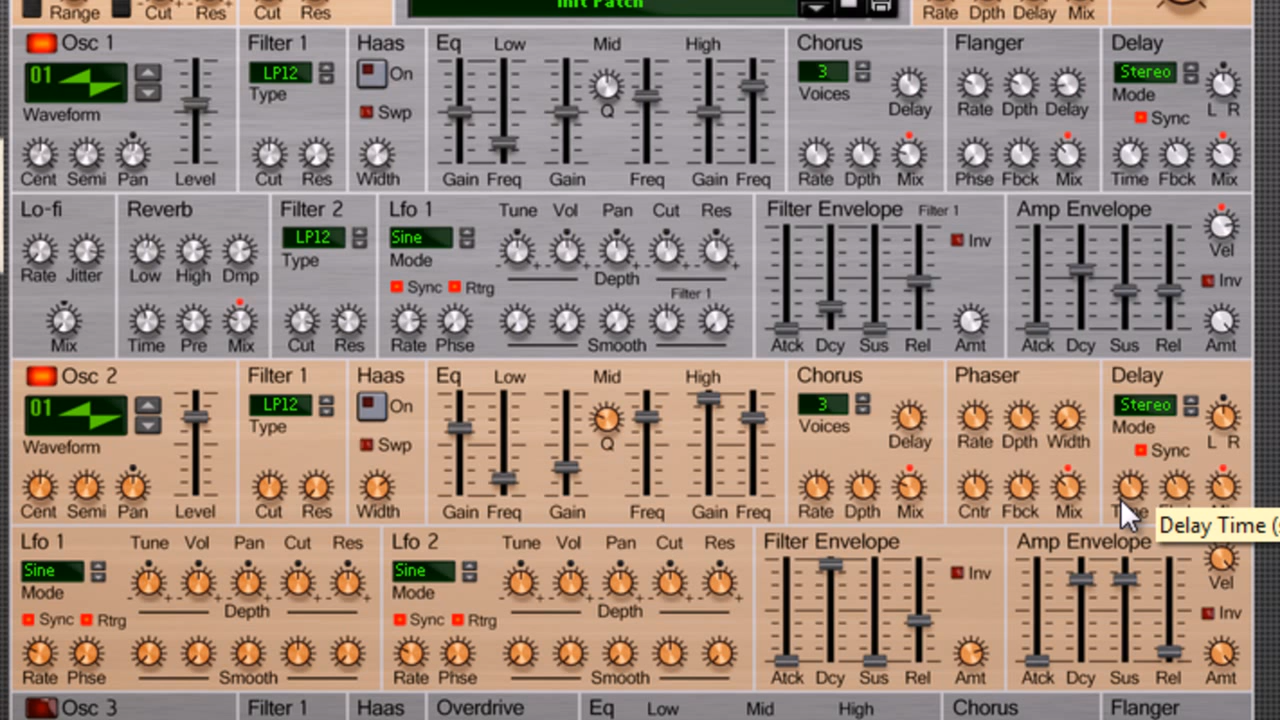 Range Cut Res Cut Res Init Patch Rate Dpth Delay Mix
Osc 1 Filter 1 Haas Eq Low Mid High Chorus Flanger Delay
01 LP12 On 3 Stereo
Waveform Type Q Voices Delay Rate Dpth Delay Mode L R
Swp Sync
Cent Semi Pan Level Cut Res Width Gain Freq Gain Freq Gain Freq Rate Dpth Mix Phse Fbck Mix Time Fbck Mix
Lo-fi Reverb Filter 2 Lfo 1 Tune Vol Pan Cut Res Filter Envelope Filter 1 Amp Envelope
LP12 Sine - + - + - + - + - + Inv Vel
Rate Jitter Low High Dmp Type Mode Depth
Sync Rtrg Filter 1 Inv
Mix Time Pre Mix Cut Res Rate Phse Smooth Atck Dcy Sus Rel Amt Atck Dcy Sus Rel Amt
Osc 2 Filter 1 Haas Eq Low Mid High Chorus Phaser Delay
01 LP12 On 3 Stereo
Waveform Type Q Voices Delay Rate Dpth Width Mode L R
Swp Sync
Cent Semi Pan Level Cut Res Width Gain Freq Gain Freq Gain Freq Rate Dpth Mix Cntr Fbck Mix
Delay Time (
Lfo 1 Tune Vol Pan Cut Res Lfo 2 Tune Vol Pan Cut Res Filter Envelope Amp Envelope
Sine - + - + - + - + - + Sine - + - + - + - + - + Inv Vel
Mode Depth Mode Depth
Sync Rtrg Sync Rtrg Inv
Rate Phse Smooth Rate Phse Smooth Atck Dcy Sus Rel Amt Atck Dcy Sus Rel Amt
Osc 3 Filter 1 Haas Overdrive Eq Low Mid High Chorus Flanger